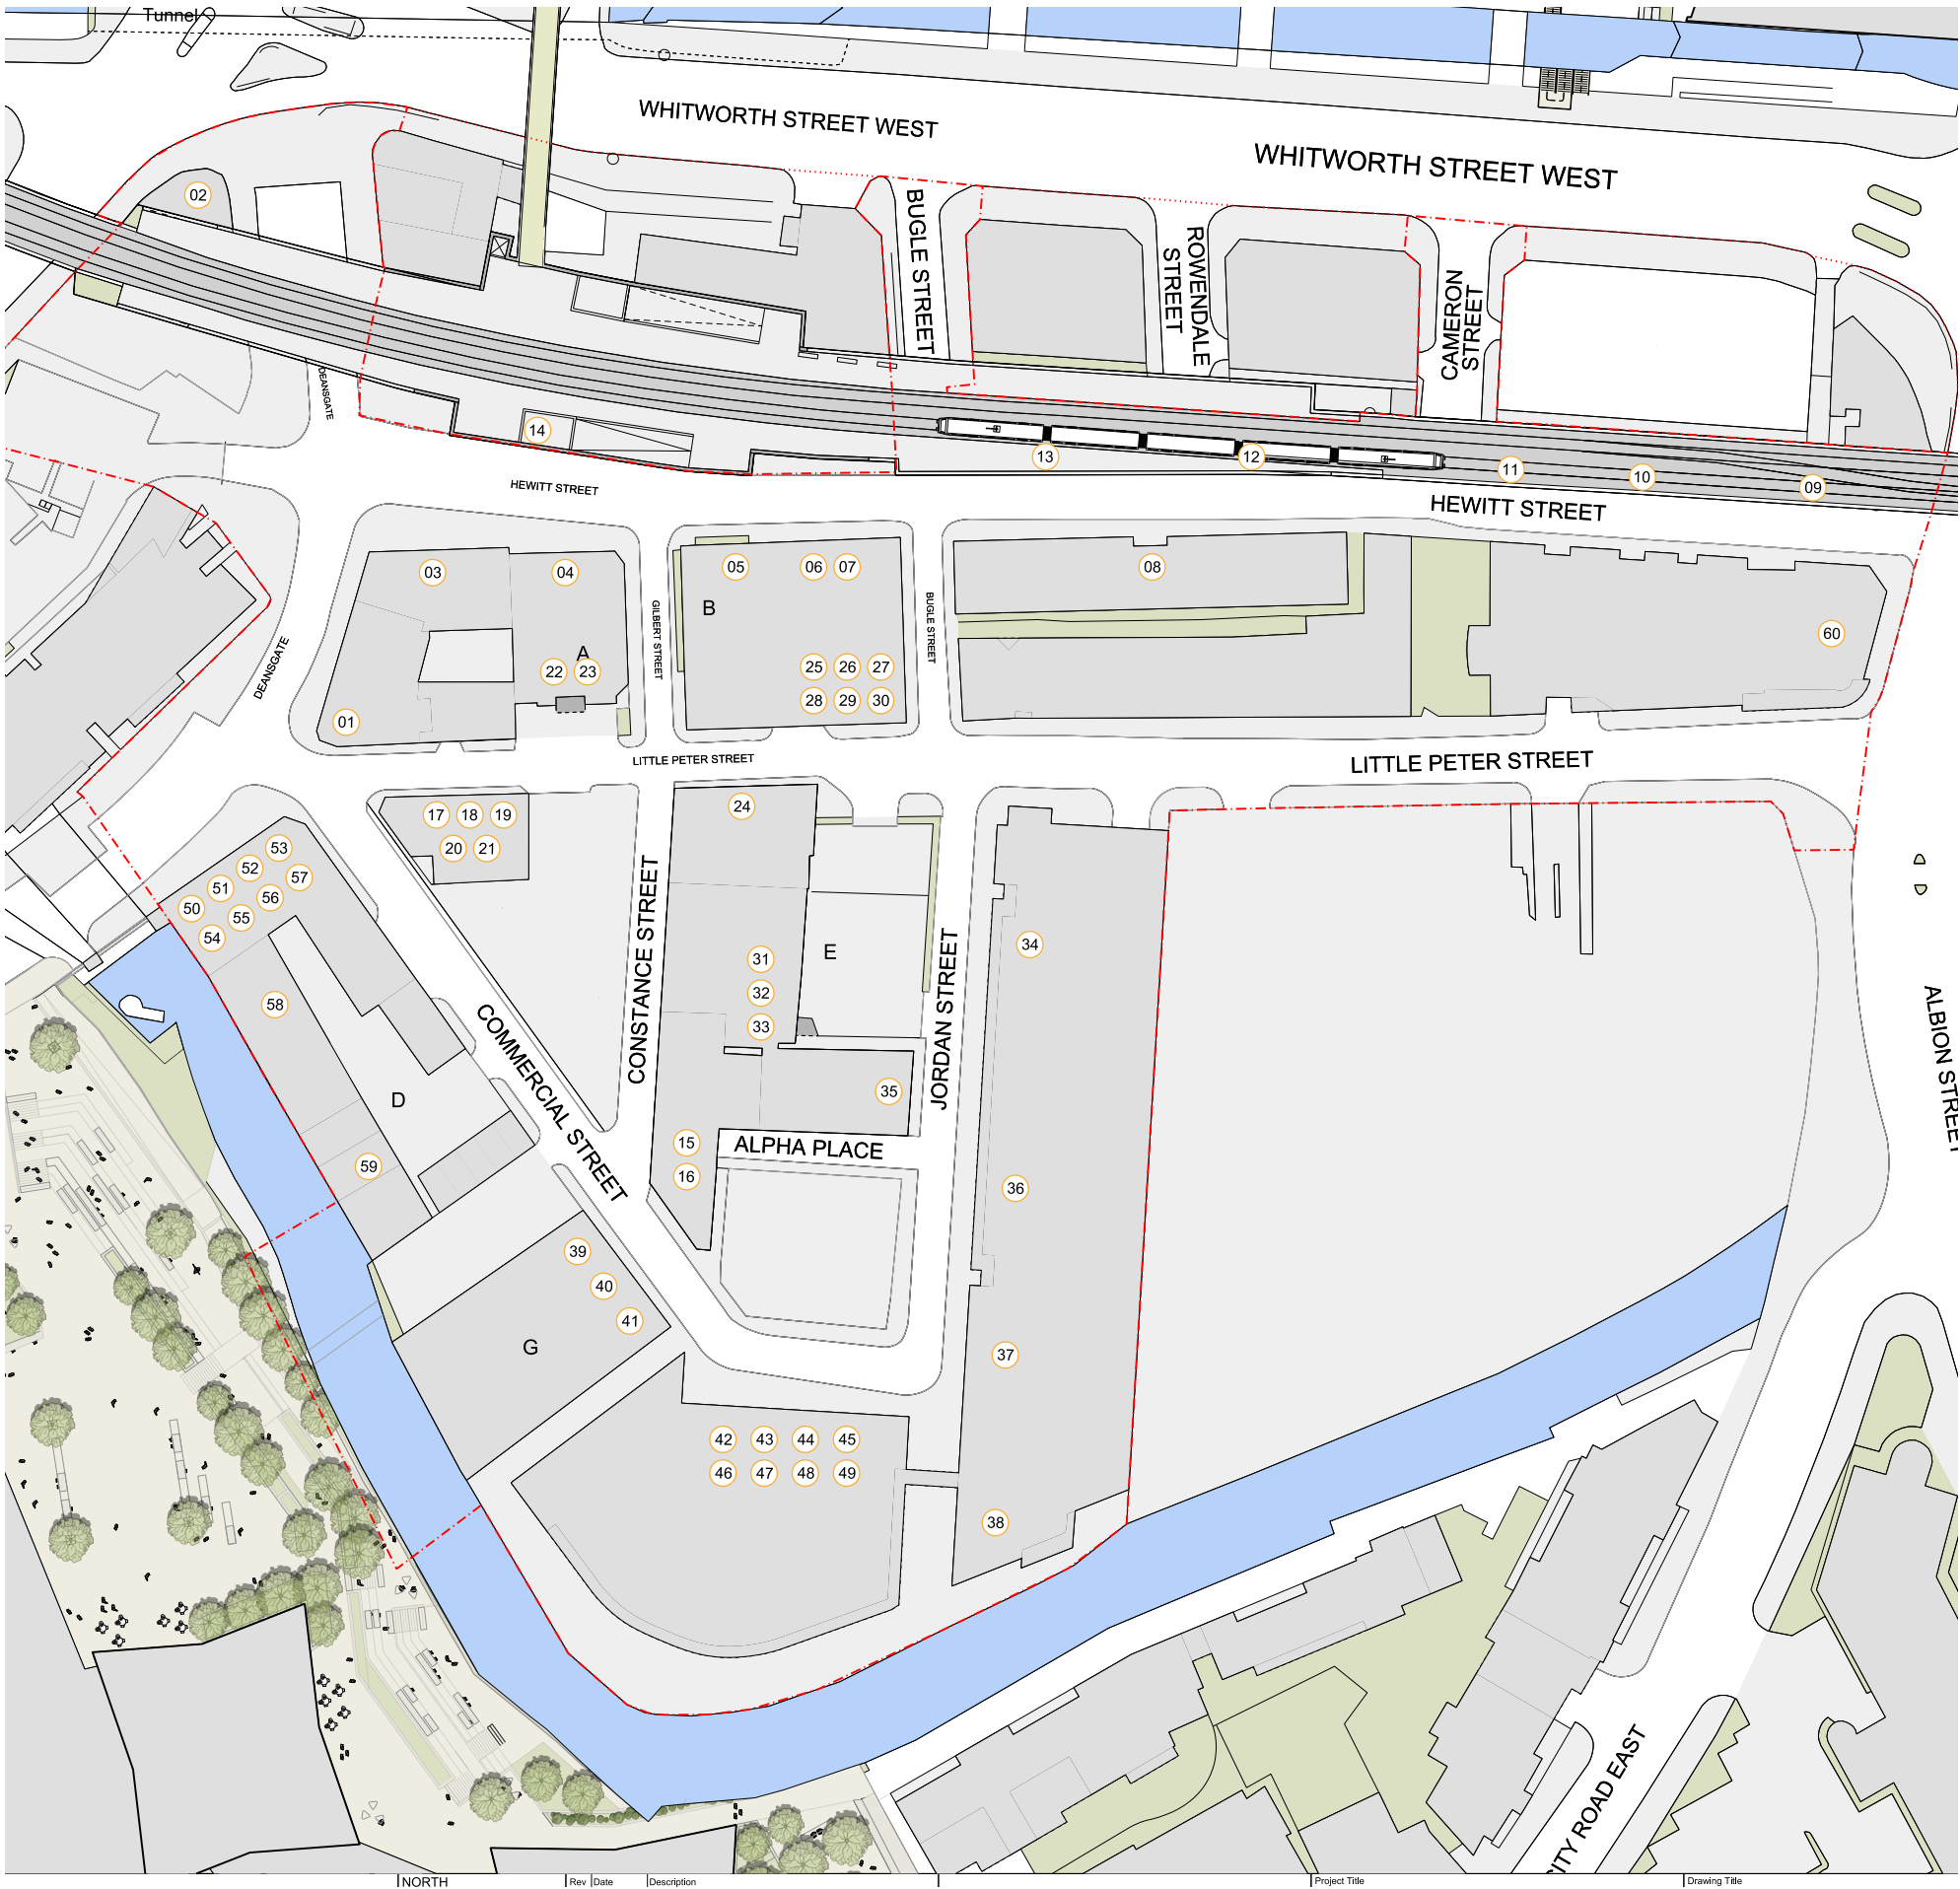 Tunnel
WHITWORTH STREET WEST
WHITWORTH STREET WEST
02
BUGLE STREET
ROWENDALE
STREET
CAMERON
STREET
DEANSGATE
14
13
12
11
10
09
HEWITT STREET
HEWITT STREET
03
04
05
06
07
08
B
A
GILBERT STREET
BUGLE STREET
60
22
23
25
26
27
28
29
30
01
DEANSGATE
LITTLE PETER STREET
LITTLE PETER STREET
17
18
19
20
21
24
53
52
57
51
56
50
55
54
58
CONSTANCE STREET
31
32
33
E
34
JORDAN STREET
ALBION STREET
COMMERCIAL STREET
D
35
15
16
ALPHA PLACE
59
36
39
40
41
G
37
42
43
44
45
46
47
48
49
38
CITY ROAD EAST
NORTH
Rev
Date
Description
Project Title
Drawing Title